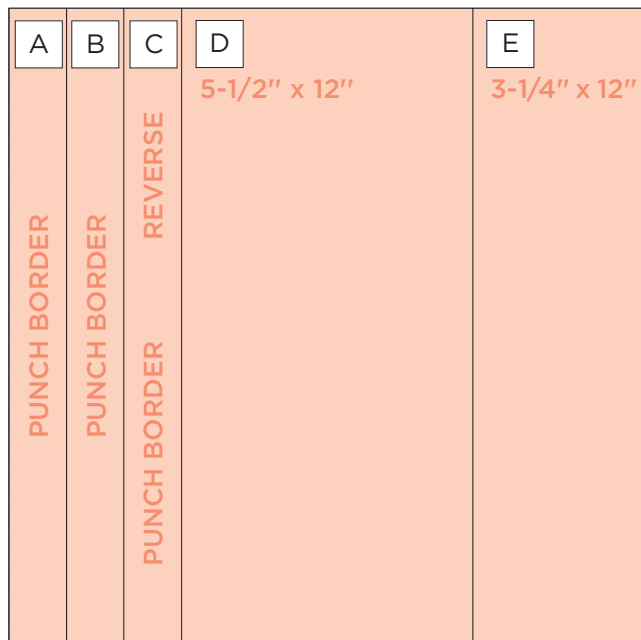 A
B
C
D
E
5-1/2" x 12"
3-1/4" x 12"
PUNCH BORDER
PUNCH BORDER
PUNCH BORDER REVERSE